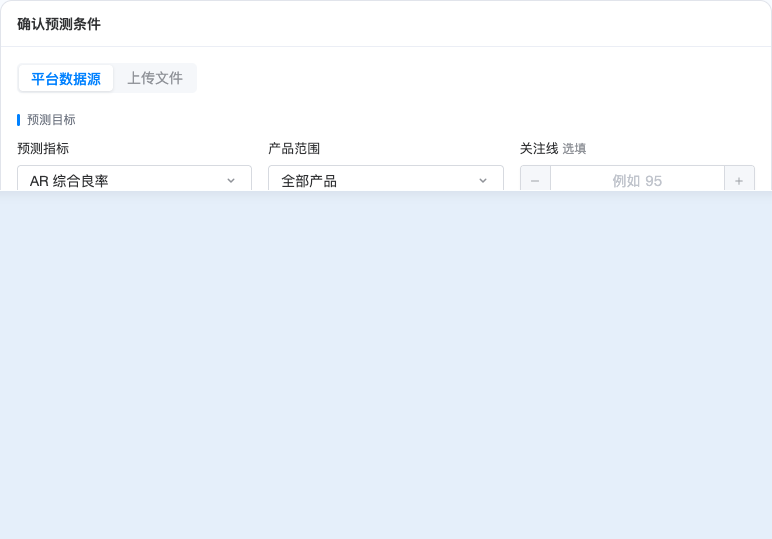 确认预测条件
平台数据源 上传文件
预测目标
预测指标 产品范围 关注线 选填
AR 综合良率 全部产品 − 例如 95 +